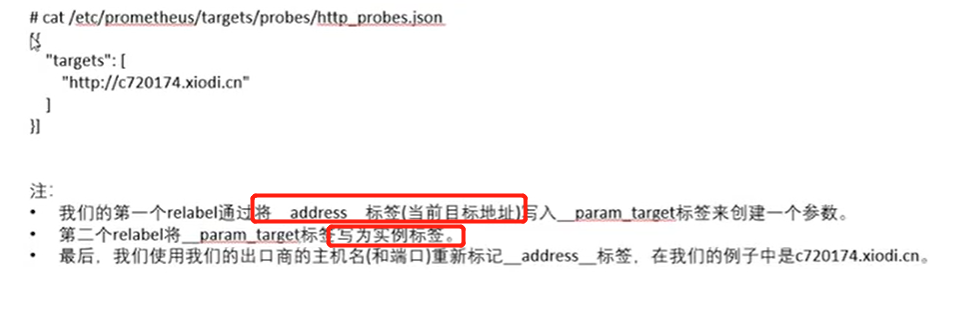 # cat /etc/prometheus/targets/probes/http_probes.json
[{
"targets": [
"http://c720174.xiodi.cn"
]
}]
注：
• 我们的第一个relabel通过将__address__标签(当前目标地址)写入__param_target标签来创建一个参数。
• 第二个relabel将__param_target标签写为实例标签。
• 最后，我们使用我们的出口商的主机名(和端口)重新标记__address__标签，在我们的例子中是c720174.xiodi.cn。